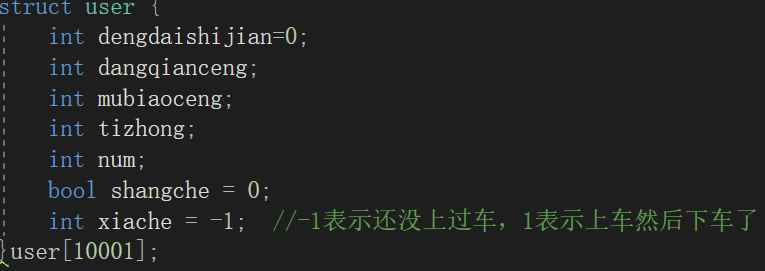 struct user {
int dengdaishijian=0;
int dangqianceng;
int mubiaoceng;
int tizhong;
int num;
bool shangche = 0;
int xiache = -1;  //-1表示还没上过车，1表示上车然后下车了
}user[10001];